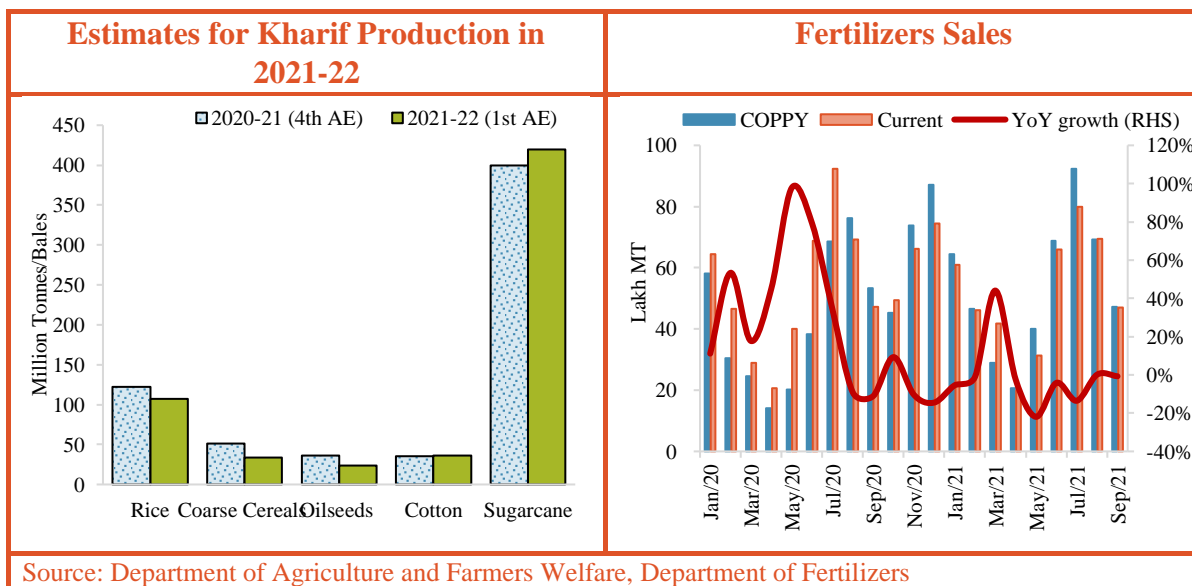 Estimates for Kharif Production in
2021-22
Fertilizers Sales
2020-21 (4th AE) 2021-22 (1st AE)
450
400
350
300
250
200
150
100
50
0
Million Tonnes/Bales
Rice Coarse Cereals Oilseeds Cotton Sugarcane
COPPY Current YoY growth (RHS)
100
80
60
40
20
0
Lakh MT
120%
100%
80%
60%
40%
20%
0%
-20%
-40%
Jan/20
Mar/20
May/20
Jul/20
Sep/20
Nov/20
Jan/21
Mar/21
May/21
Jul/21
Sep/21
Source: Department of Agriculture and Farmers Welfare, Department of Fertilizers